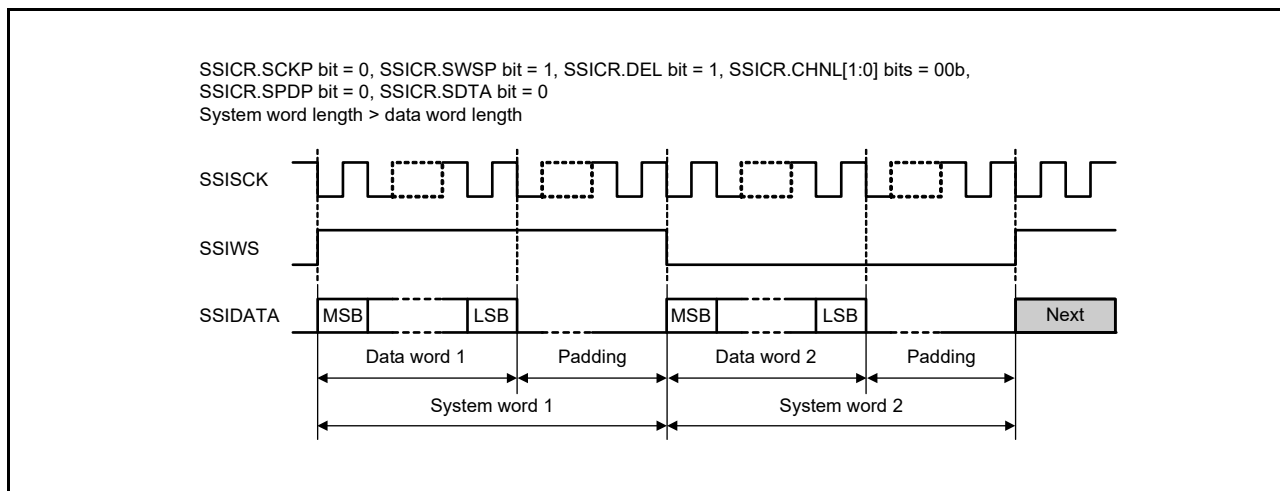 SSICR.SCKP bit = 0, SSICR.SWSP bit = 1, SSICR.DEL bit = 1, SSICR.CHNL[1:0] bits = 00b,
SSICR.SPDP bit = 0, SSICR.SDTA bit = 0
System word length > data word length
SSISCK
SSIWS
SSIDATA MSB LSB MSB LSB Next
Data word 1 Padding Data word 2 Padding
System word 1 System word 2